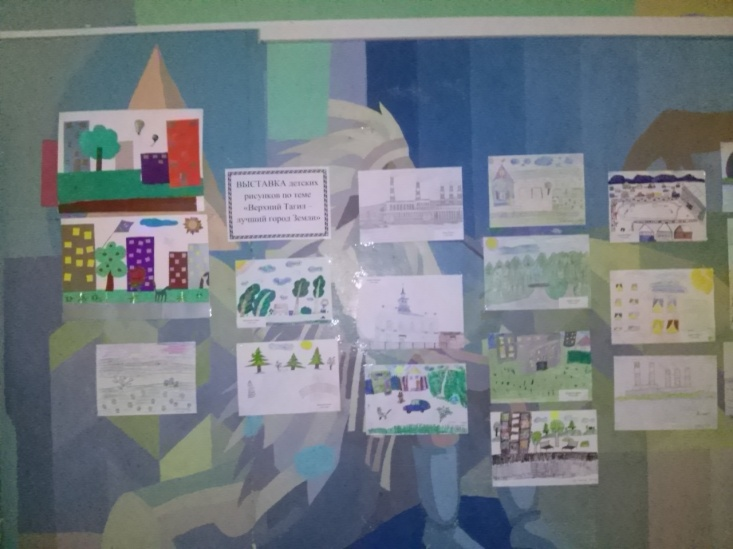 ВЫСТАВКА детских
рисунков по теме
«Верхний Тагил
лучший город Земли»